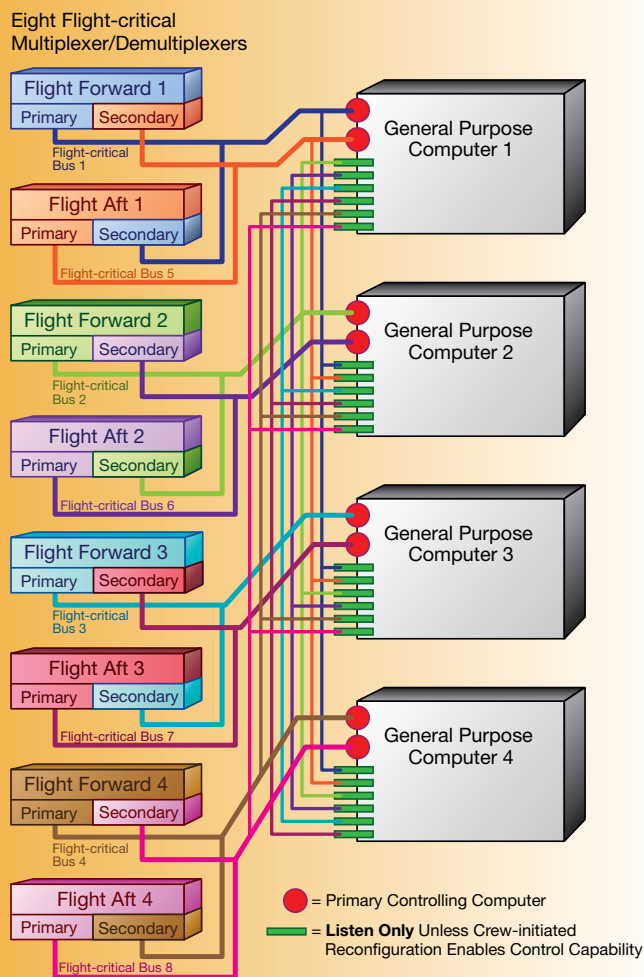 Eight Flight-critical
Multiplexer/Demultiplexers
Flight Forward 1
Primary Secondary
Flight-critical
Bus 1
Flight Aft 1
Primary Secondary
Flight-critical Bus 5
Flight Forward 2
Primary Secondary
Flight-critical
Bus 2
Flight Aft 2
Primary Secondary
Flight-critical Bus 6
Flight Forward 3
Primary Secondary
Flight-critical
Bus 3
Flight Aft 3
Primary Secondary
Flight-critical Bus 7
Flight Forward 4
Primary Secondary
Flight-critical
Bus 4
Flight Aft 4
Primary Secondary
Flight-critical Bus 8
General Purpose
Computer 1
General Purpose
Computer 2
General Purpose
Computer 3
General Purpose
Computer 4
= Primary Controlling Computer
= Listen Only Unless Crew-initiated
Reconfiguration Enables Control Capability